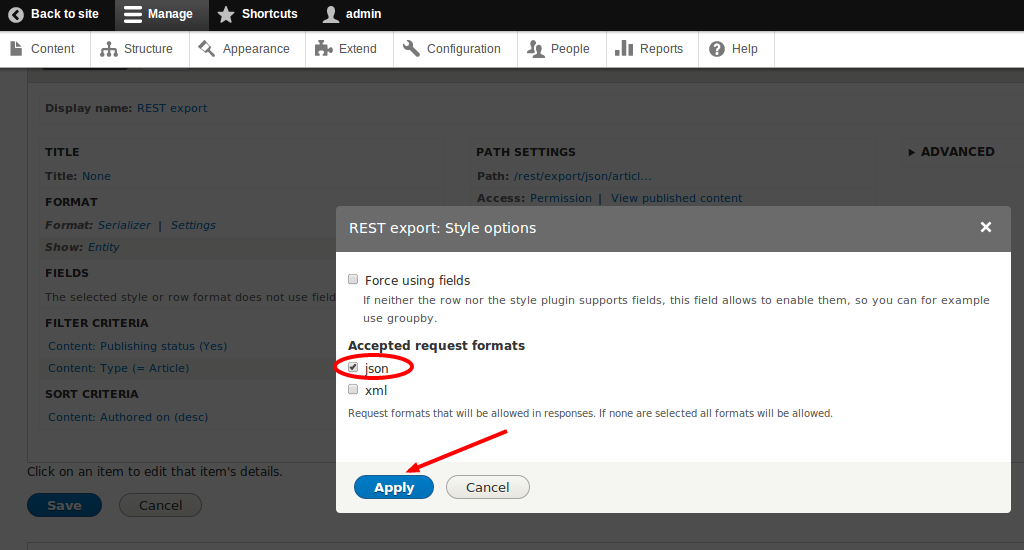 Back to site Manage Shortcuts admin
Content Structure Appearance Extend Configuration People Reports Help
Display name: REST export
TITLE
Title: None
FORMAT
Format: Serializer | Settings
Show: Entity
FIELDS
The selected style or row format does not use field
FILTER CRITERIA
Content: Publishing status (Yes)
Content: Type (= Article)
SORT CRITERIA
Content: Authored on (desc)
PATH SETTINGS
Path: /rest/export/json/articl...
Access: Permission | View published content
ADVANCED
REST export: Style options
Force using fields
If neither the row nor the style plugin supports fields, this field allows to enable them, so you can for example
use groupby.
Accepted request formats
json
xml
Request formats that will be allowed in responses. If none are selected all formats will be allowed.
Apply Cancel
Click on an item to edit that item's details.
Save Cancel